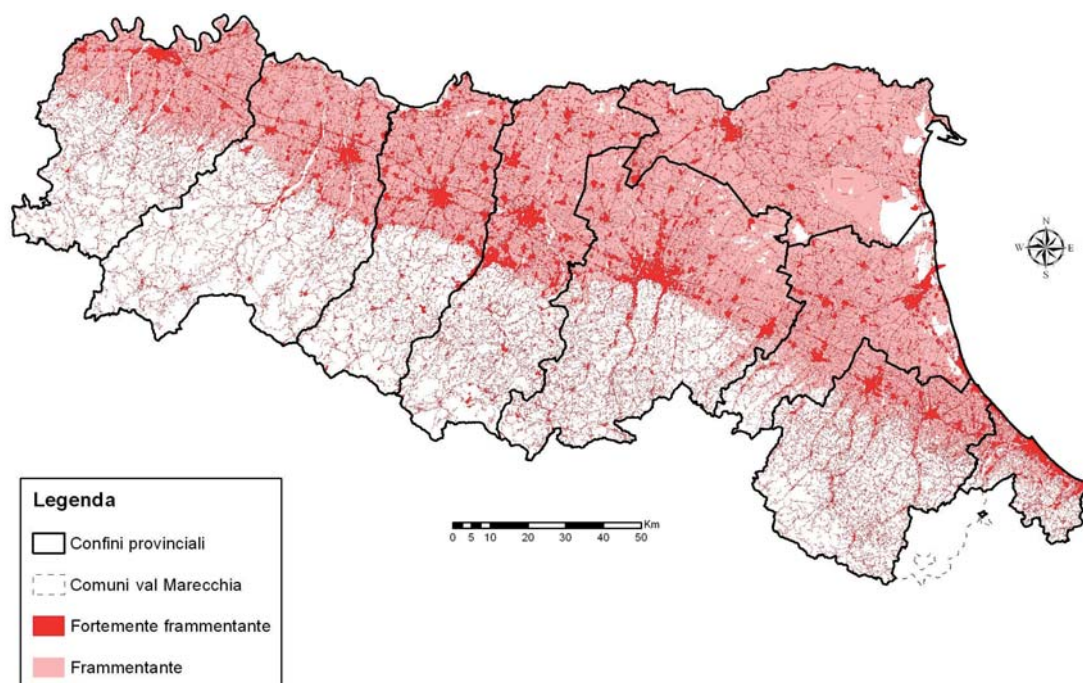 N
W E
S
Legenda
Confini provinciali
Comuni val Marecchia
Fortemente frammentante
Frammentante
Km
0 5 10 20 30 40 50